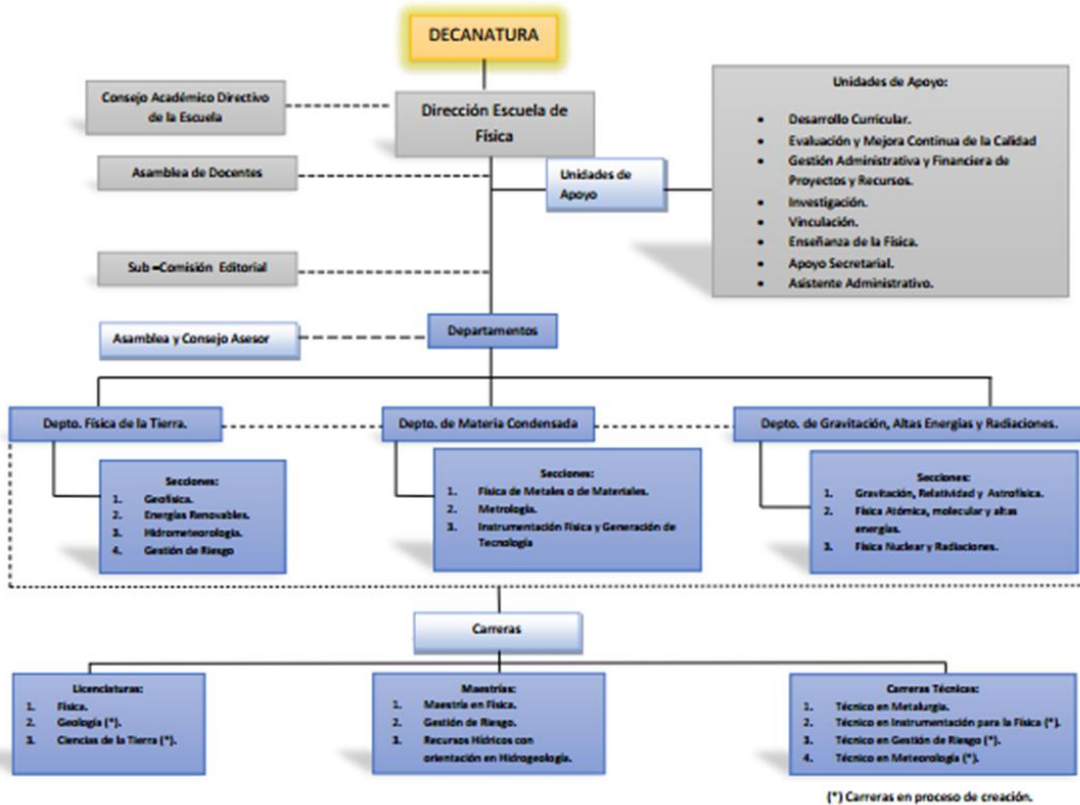 DECANATURA
Consejo Académico Directivo
de la Escuela
Dirección Escuela de
Física
Asamblea de Docentes
Unidades de
Apoyo
Unidades de Apoyo:
• Desarrollo Curricular.
• Evaluación y Mejora Continua de la Calidad
• Gestión Administrativa y Financiera de
Proyectos y Recursos.
• Investigación.
• Vinculación.
• Enseñanza de la Física.
• Apoyo Secretarial.
• Asistente Administrativo.
Sub –Comisión Editorial
Asamblea y Consejo Asesor
Departamentos
Depto. Física de la Tierra.
Depto. de Materia Condensada
Depto. de Gravitación, Altas Energías y Radiaciones.
Secciones:
1. Geofísica.
2. Energías Renovables.
3. Hidrometeorología.
4. Gestión de Riesgo
Secciones:
1. Física de Metales o de Materiales.
2. Metrología.
3. Instrumentación Física y Generación de
Tecnología
Secciones:
1. Gravitación, Relatividad y Astrofísica.
2. Física Atómica, molecular y altas
energías.
3. Física Nuclear y Radiaciones.
Carreras
Licenciaturas:
1. Física.
2. Geología (*).
3. Ciencias de la Tierra (*).
Maestrías:
1. Maestría en Física.
2. Gestión de Riesgo.
3. Recursos Hídricos con
orientación en Hidrogeología.
Carreras Técnicas:
1. Técnico en Metalurgia.
2. Técnico en Instrumentación para la Física (*).
3. Técnico en Gestión de Riesgo (*).
4. Técnico en Meteorología (*).
(*) Carreras en proceso de creación.